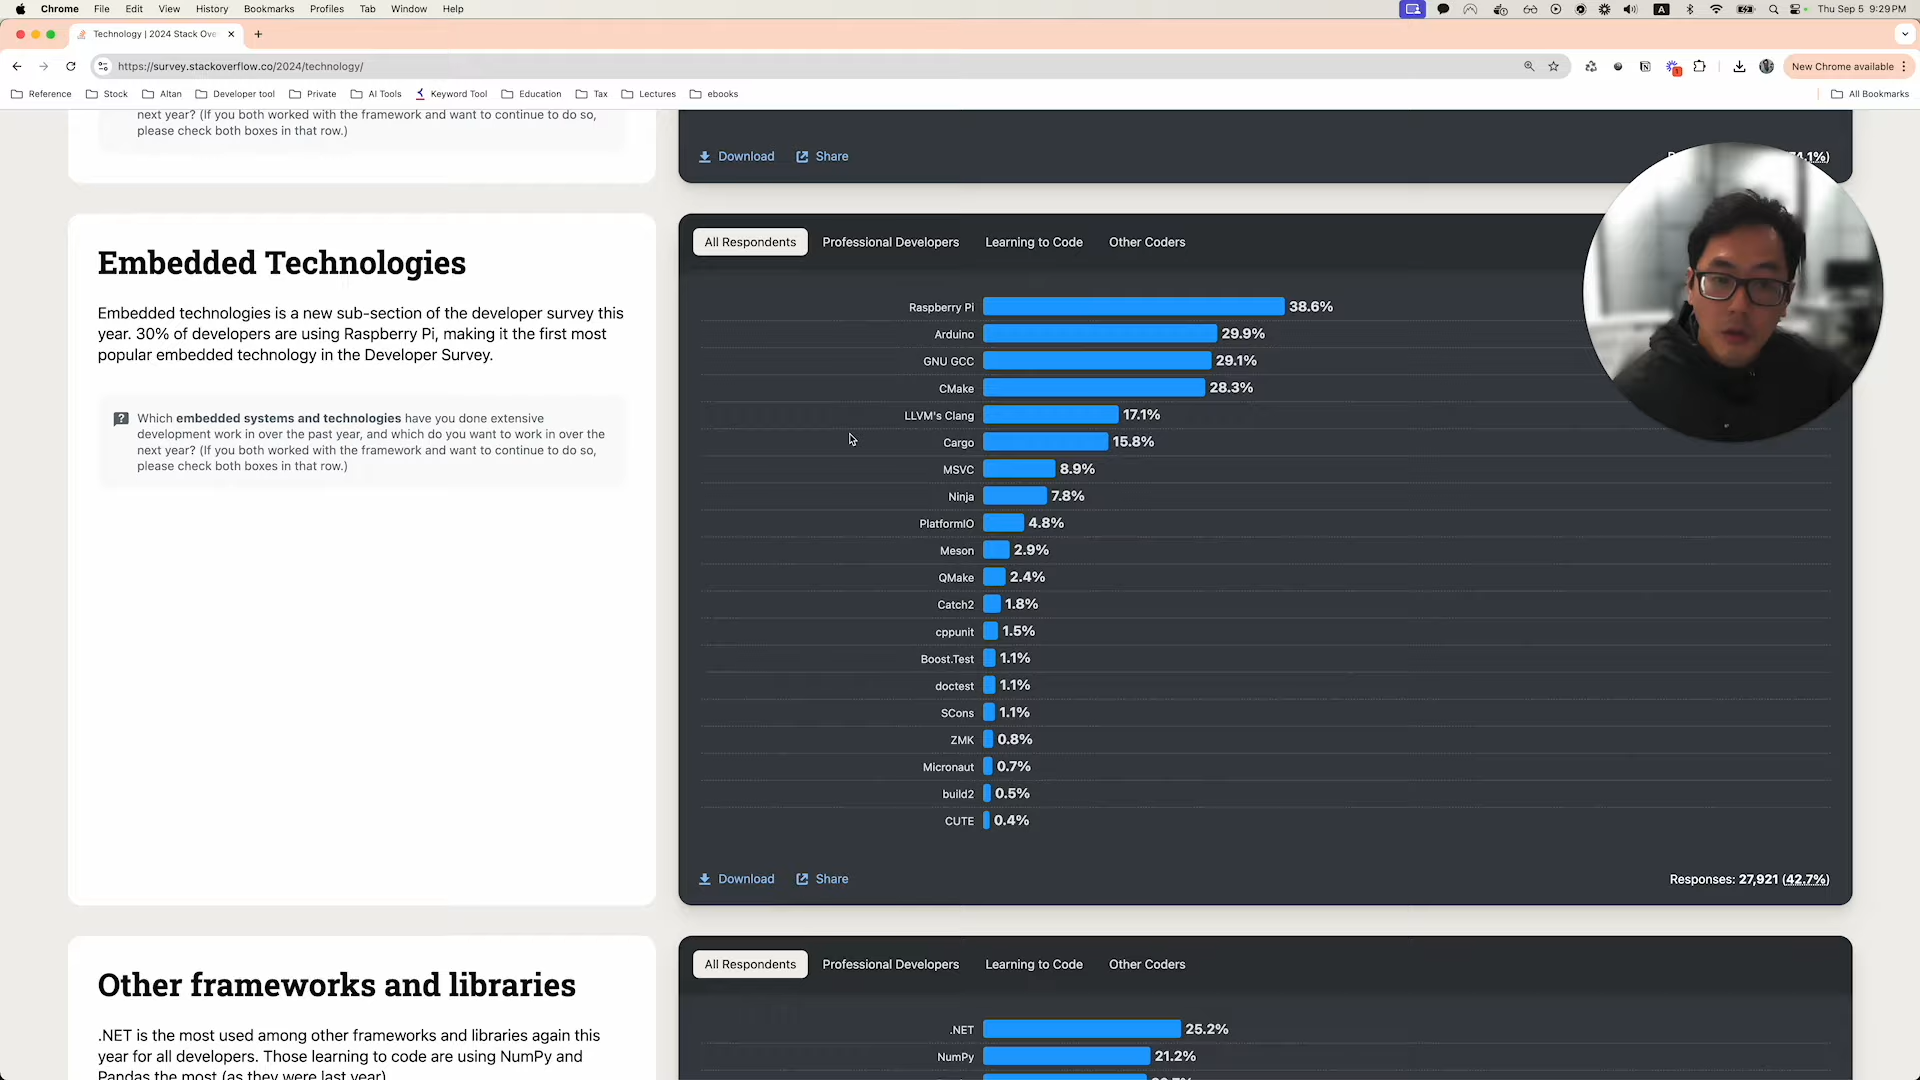 Chrome File Edit View History Bookmarks Profiles Tab Window Help A Thu Sep 5 9:29 PM
Technology | 2024 Stack Ove
https://survey.stackoverflow.co/2024/technology/ New Chrome available
Reference Stock Altan Developer tool Private AI Tools Keyword Tool Education Tax Lectures ebooks All Bookmarks
next year? (If you both worked with the framework and want to continue to do so,
please check both boxes in that row.)
Download Share
Embedded Technologies
Embedded technologies is a new sub-section of the developer survey this
year. 30% of developers are using Raspberry Pi, making it the first most
popular embedded technology in the Developer Survey.
? Which embedded systems and technologies have you done extensive
development work in over the past year, and which do you want to work in over the
next year? (If you both worked with the framework and want to continue to do so,
please check both boxes in that row.)
All Respondents Professional Developers Learning to Code Other Coders
Raspberry Pi 38.6%
Arduino 29.9%
GNU GCC 29.1%
CMake 28.3%
LLVM's Clang 17.1%
Cargo 15.8%
MSVC 8.9%
Ninja 7.8%
PlatformIO 4.8%
Meson 2.9%
QMake 2.4%
Catch2 1.8%
cppunit 1.5%
Boost.Test 1.1%
doctest 1.1%
SCons 1.1%
ZMK 0.8%
Micronaut 0.7%
build2 0.5%
CUTE 0.4%
Download Share Responses: 27,921 (42.7%)
Other frameworks and libraries
.NET is the most used among other frameworks and libraries again this
year for all developers. Those learning to code are using NumPy and
Pandas the most (as they were last year)
All Respondents Professional Developers Learning to Code Other Coders
.NET 25.2%
NumPy 21.2%